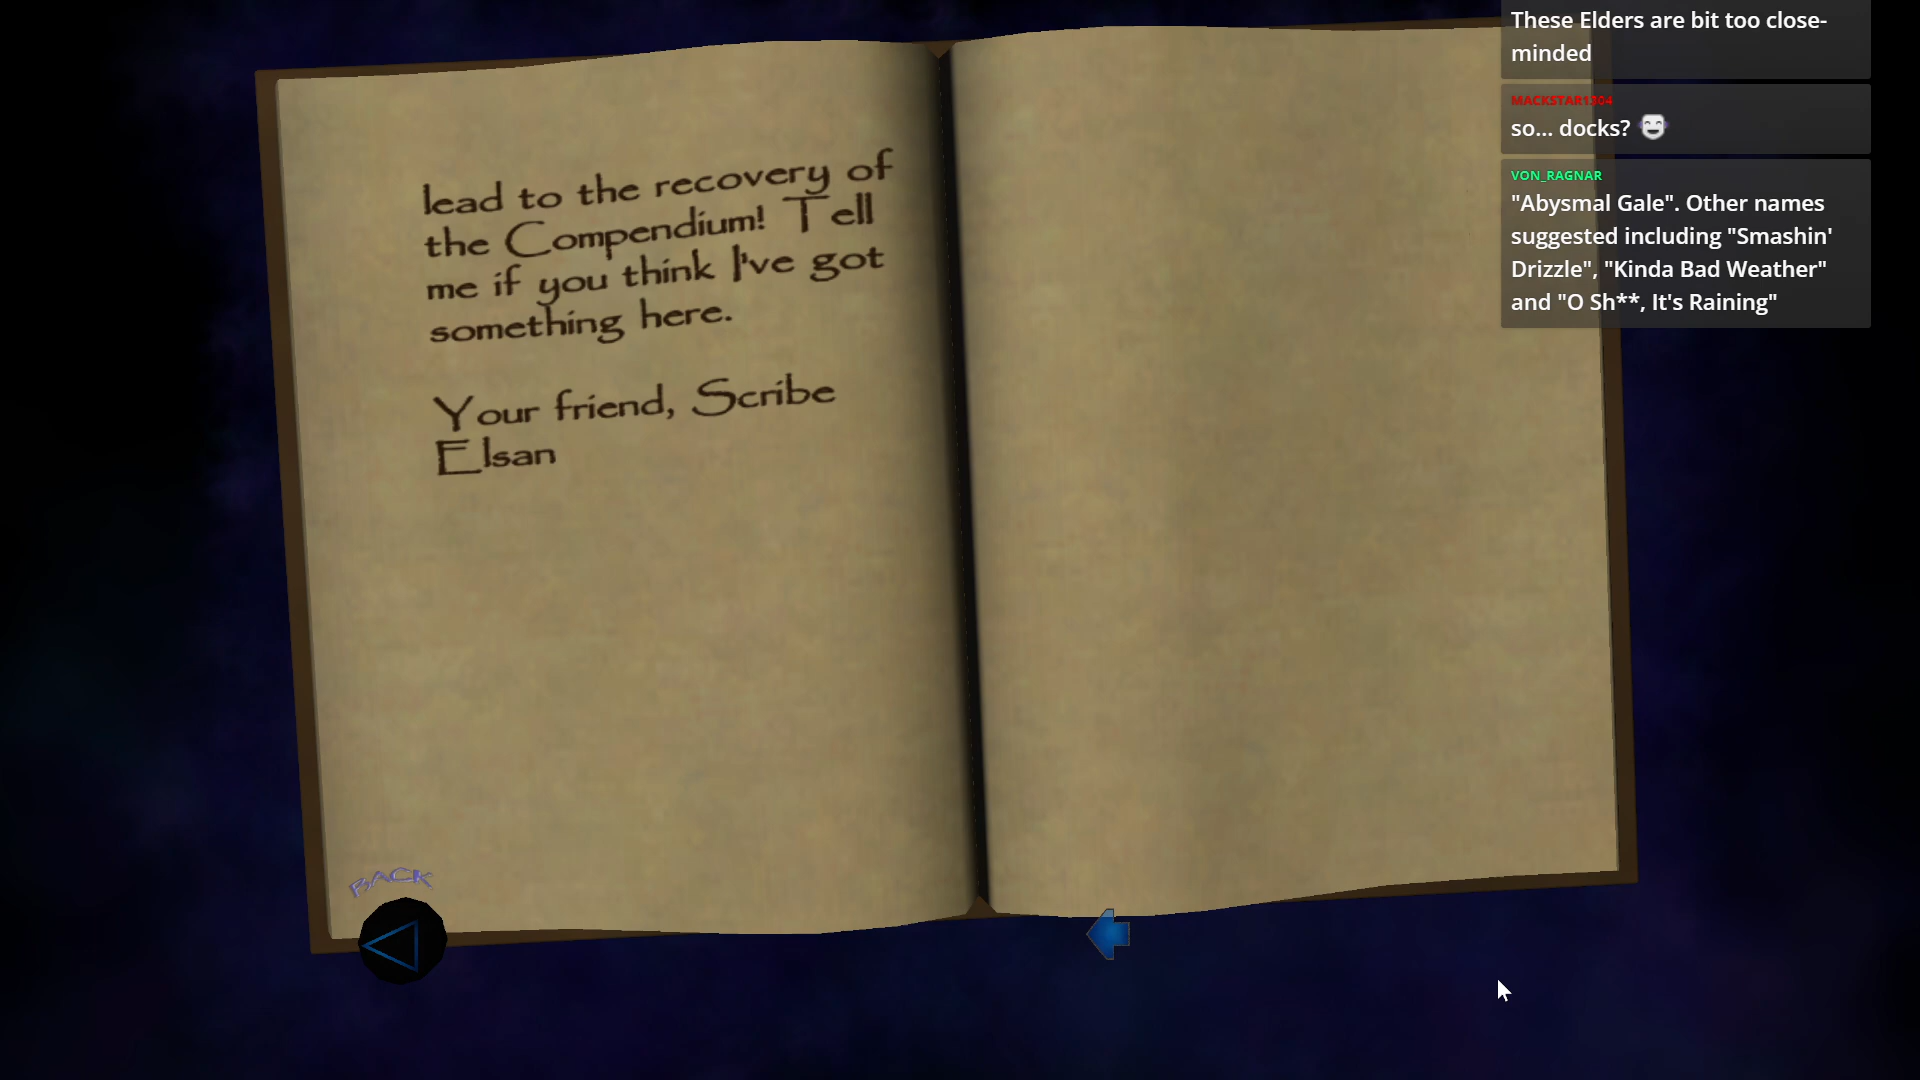 lead to the recovery of
the Compendium! Tell
me if you think I've got
something here.
Your friend, Scribe
Elsan
BACK
These Elders are bit too close-
minded
MACKSTAR1304
so... docks?
VON_RAGNAR
"Abysmal Gale". Other names
suggested including "Smashin'
Drizzle", "Kinda Bad Weather"
and "O Sh**, It's Raining"